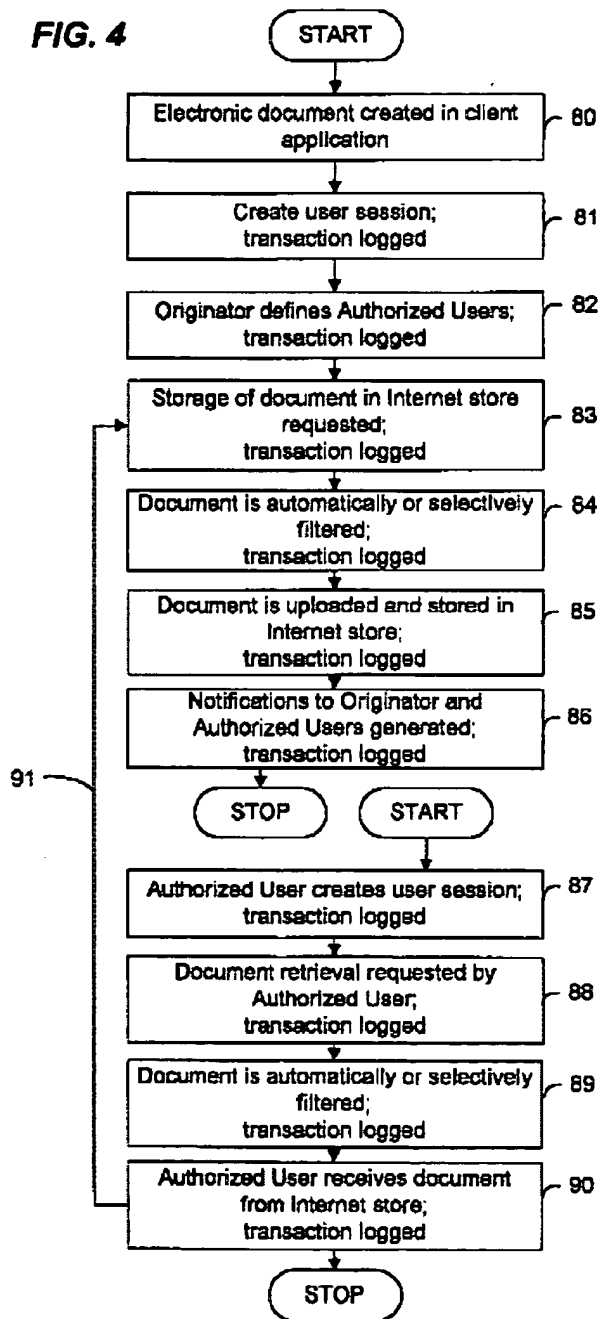 FIG. 4
START
Electronic document created in client
application
80
Create user session;
transaction logged
81
Originator defines Authorized Users;
transaction logged
82
Storage of document in Internet store
requested;
transaction logged
83
Document is automatically or selectively
filtered;
transaction logged
84
Document is uploaded and stored in
Internet store;
transaction logged
85
Notifications to Originator and
Authorized Users generated;
transaction logged
86
91
STOP
START
Authorized User creates user session;
transaction logged
87
Document retrieval requested by
Authorized User;
transaction logged
88
Document is automatically or selectively
filtered;
transaction logged
89
Authorized User receives document
from Internet store;
transaction logged
90
STOP